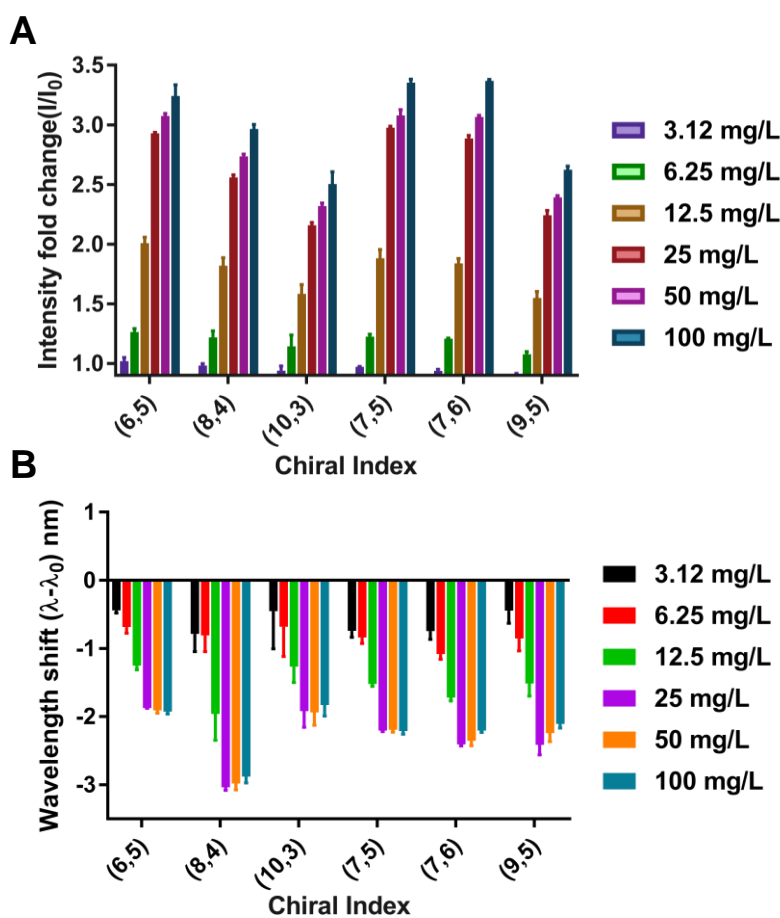 A
Intensity fold change(I/I0)
3.5
3.0
2.5
2.0
1.5
1.0
(6,5)
(8,4)
(10,3)
(7,5)
(7,6)
(9,5)
Chiral Index
3.12 mg/L
6.25 mg/L
12.5 mg/L
25 mg/L
50 mg/L
100 mg/L
B
Wavelength shift (λ-λ0) nm
1
0
-1
-2
-3
(6,5)
(8,4)
(10,3)
(7,5)
(7,6)
(9,5)
Chiral Index
3.12 mg/L
6.25 mg/L
12.5 mg/L
25 mg/L
50 mg/L
100 mg/L